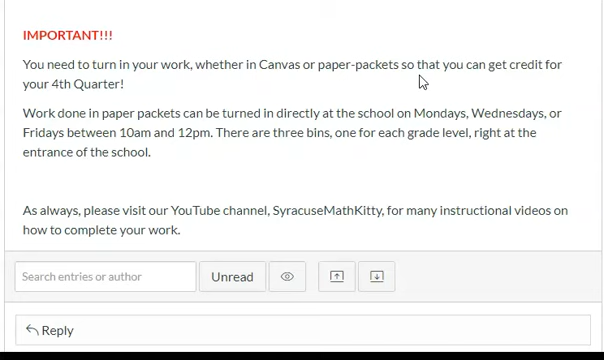 IMPORTANT!!!
You need to turn in your work, whether in Canvas or paper-packets so that you can get credit for
your 4th Quarter!
Work done in paper packets can be turned in directly at the school on Mondays, Wednesdays, or
Fridays between 10am and 12pm. There are three bins, one for each grade level, right at the
entrance of the school.
As always, please visit our YouTube channel, SyracuseMathKitty, for many instructional videos on
how to complete your work.
Search entries or author Unread
Reply